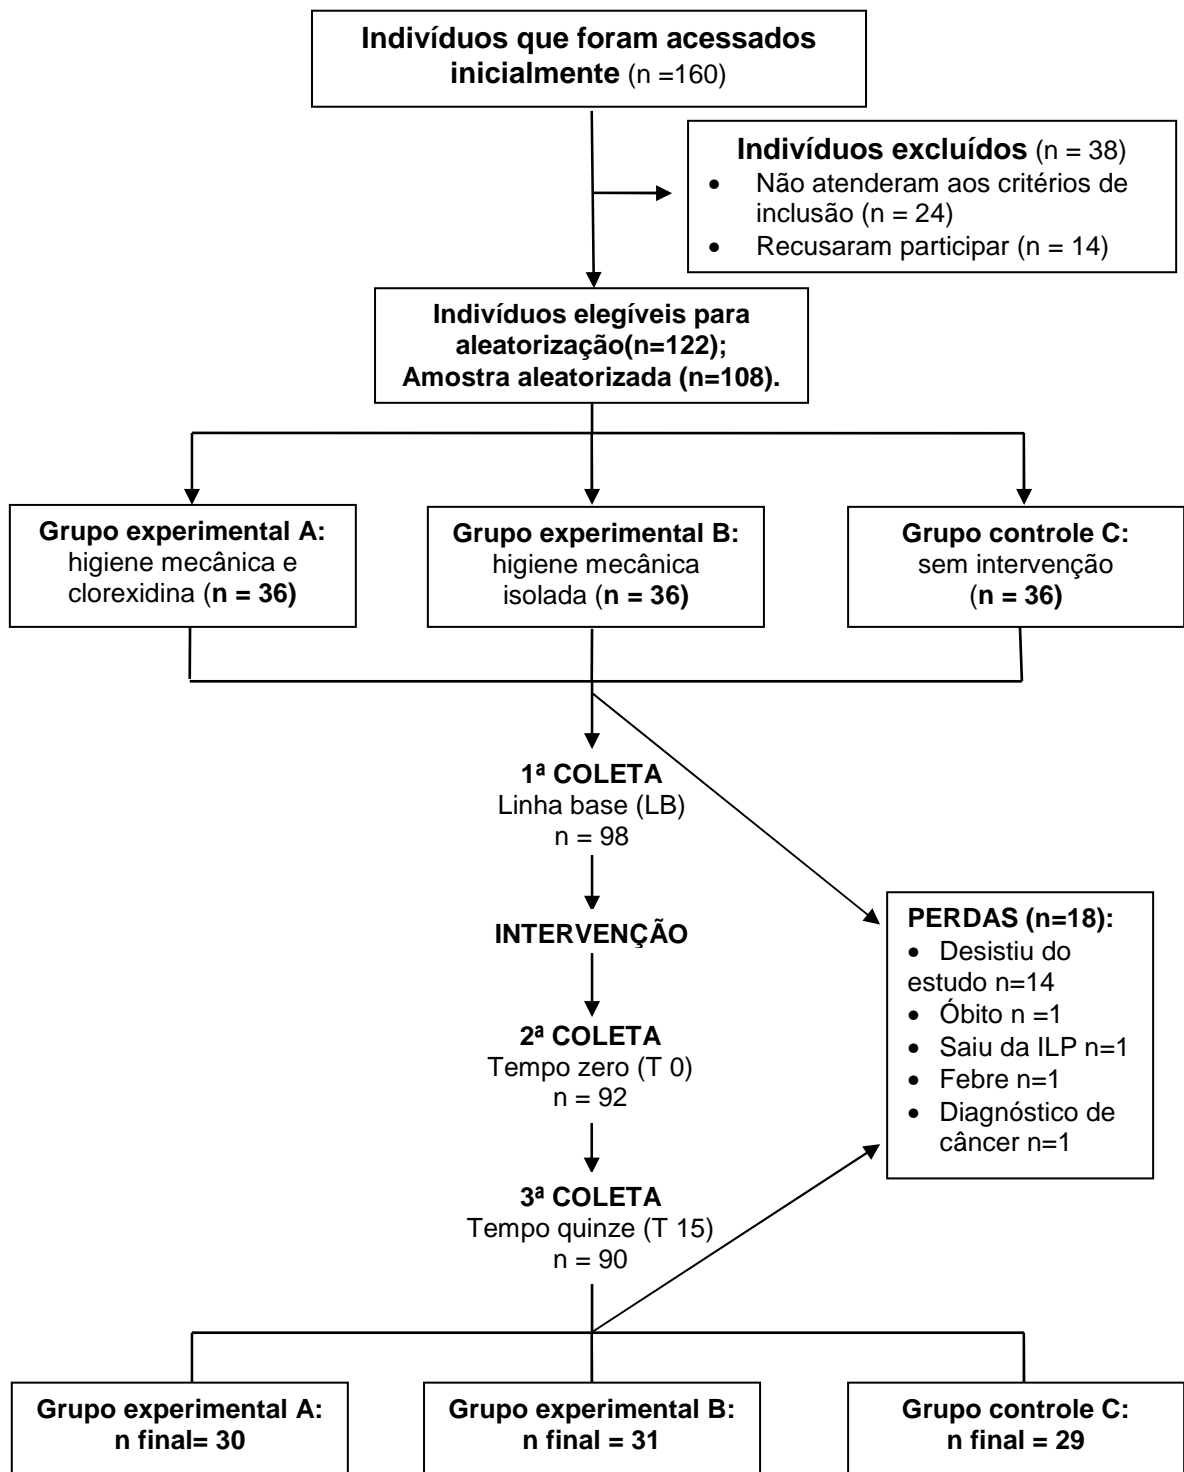 Indivíduos que foram acessados
inicialmente (n =160)
Indivíduos excluídos (n = 38)
• Não atenderam aos critérios de
inclusão (n = 24)
• Recusaram participar (n = 14)
Indivíduos elegíveis para
aleatorização(n=122);
Amostra aleatorizada (n=108).
Grupo experimental A:
higiene mecânica e
clorexidina (n = 36)
Grupo experimental B:
higiene mecânica
isolada (n = 36)
Grupo controle C:
sem intervenção
(n = 36)
1ª COLETA
Linha base (LB)
n = 98
INTERVENÇÃO
2ª COLETA
Tempo zero (T 0)
n = 92
3ª COLETA
Tempo quinze (T 15)
n = 90
PERDAS (n=18):
• Desistiu do
estudo n=14
• Óbito n =1
• Saiu da ILP n=1
• Febre n=1
• Diagnóstico de
câncer n=1
Grupo experimental A:
n final= 30
Grupo experimental B:
n final = 31
Grupo controle C:
n final = 29